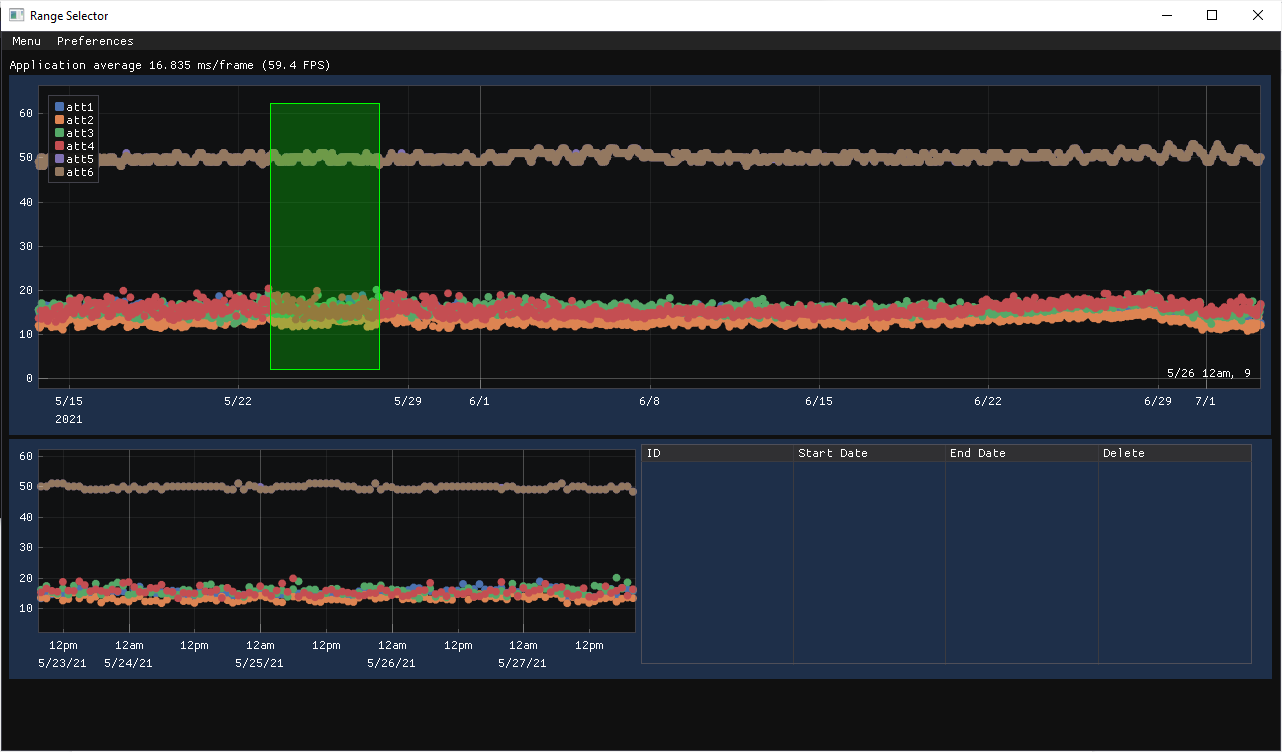 Range Selector
Menu Preferences
Application average 16.835 ms/frame (59.4 FPS)
60
50
40
30
20
10
0
att1
att2
att3
att4
att5
att6
5/26 12am, 9
5/15 5/22 5/29 6/1 6/8 6/15 6/22 6/29 7/1
2021
60
50
40
30
20
10
12pm 12am 12pm 12am 12pm 12am 12pm 12am 12pm
5/23/21 5/24/21 5/25/21 5/26/21 5/27/21
ID Start Date End Date Delete